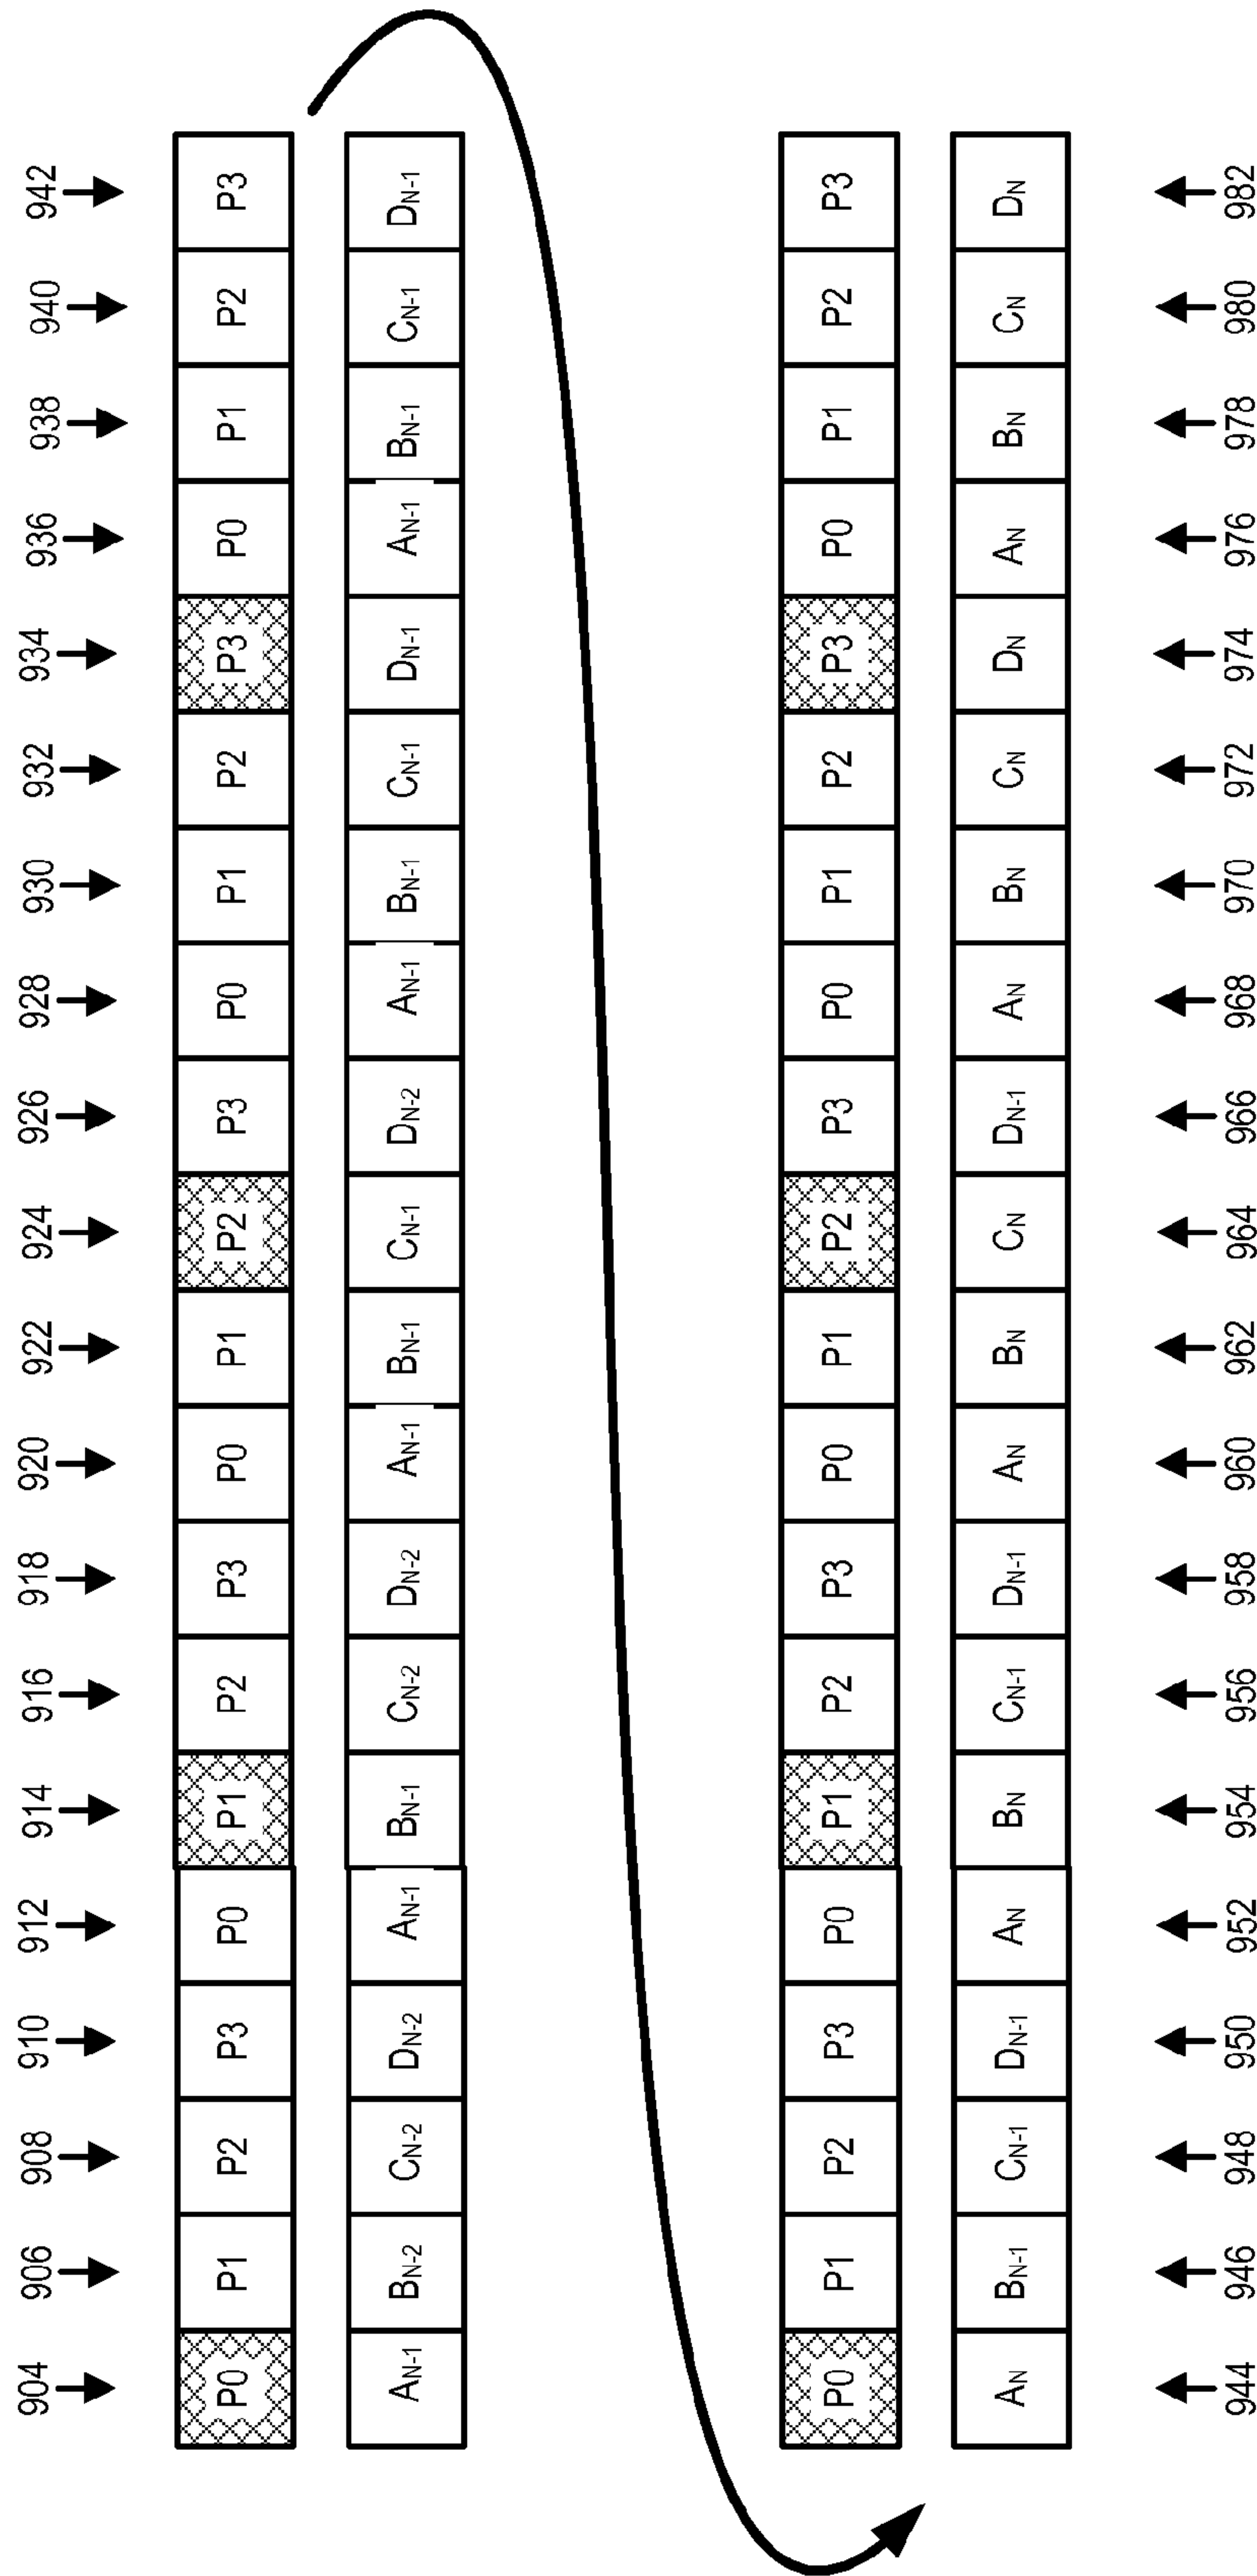 904 906 908 910 912 914 916 918 920 922 924 926 928 930 932 934 936 938 940 942
P0 P1 P2 P3 P0 P1 P2 P3 P0 P1 P2 P3 P0 P1 P2 P3 P0 P1 P2 P3
AN-1 BN-2 CN-2 DN-2 AN-1 BN-1 CN-2 DN-2 AN-1 BN-1 CN-1 DN-2 AN-1 BN-1 CN-1 DN-1 AN-1 BN-1 CN-1 DN-1
P0 P1 P2 P3 P0 P1 P2 P3 P0 P1 P2 P3 P0 P1 P2 P3 P0 P1 P2 P3
AN BN-1 CN-1 DN-1 AN BN CN-1 DN-1 AN BN CN DN-1 AN BN CN DN AN BN CN DN
944 946 948 950 952 954 956 958 960 962 964 966 968 970 972 974 976 978 980 982